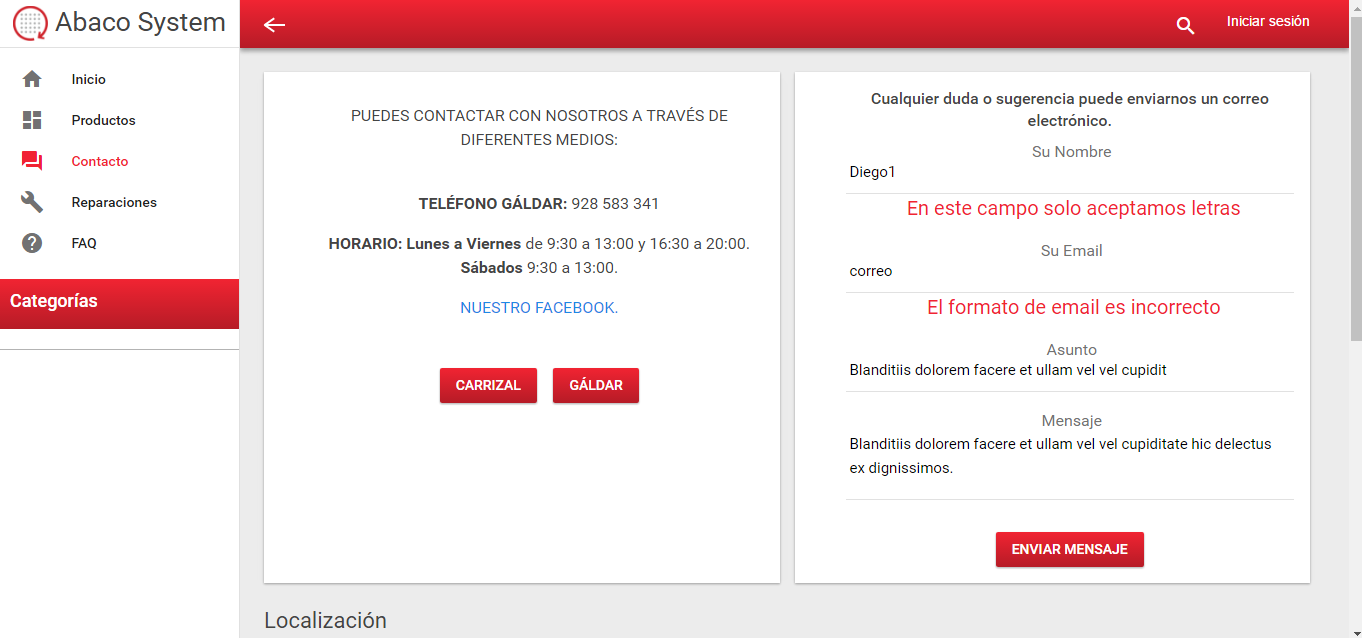 Abaco System
Iniciar sesión
Inicio
Productos
Contacto
Reparaciones
FAQ
Categorías
PUEDES CONTACTAR CON NOSOTROS A TRAVÉS DE
DIFERENTES MEDIOS:
TELÉFONO GÁLDAR: 928 583 341
HORARIO: Lunes a Viernes de 9:30 a 13:00 y 16:30 a 20:00.
Sábados 9:30 a 13:00.
NUESTRO FACEBOOK.
CARRIZAL
GÁLDAR
Cualquier duda o sugerencia puede enviarnos un correo
electrónico.
Su Nombre
Diego1
En este campo solo aceptamos letras
Su Email
correo
El formato de email es incorrecto
Asunto
Blanditiis dolorem facere et ullam vel vel cupidit
Mensaje
Blanditiis dolorem facere et ullam vel vel cupiditate hic delectus
ex dignissimos.
ENVIAR MENSAJE
Localización